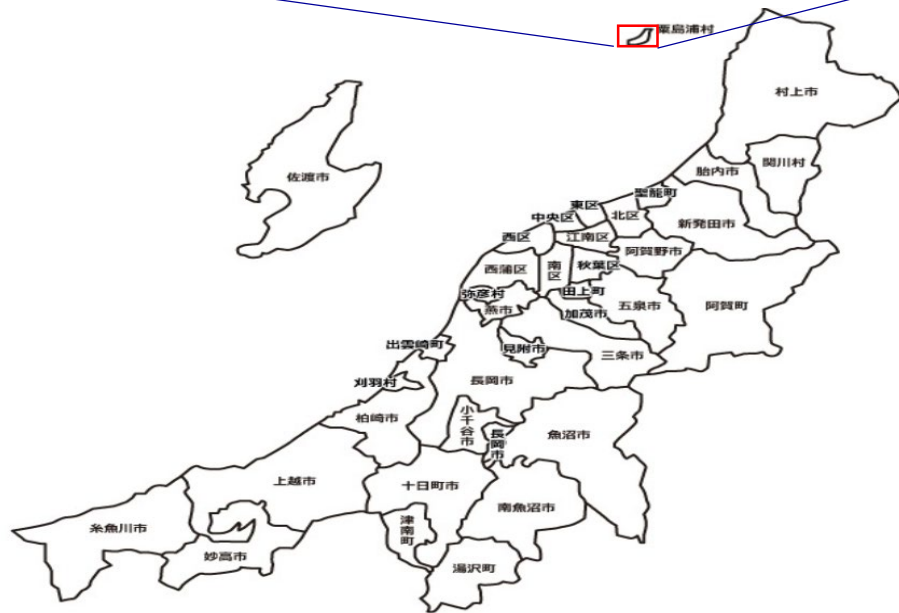 粟島浦村
村上市
関川村
胎内市
佐渡市
聖籠町
東区
北区
中央区
新発田市
西区
江南区
阿賀野市
西蒲区
南区
秋葉区
弥彦村
田上町
燕市
加茂市
五泉市
阿賀町
出雲崎町
見附市
三条市
刈羽村
長岡市
柏崎市
小千谷市
長岡市
魚沼市
上越市
十日町市
南魚沼市
糸魚川市
津南町
妙高市
湯沢町